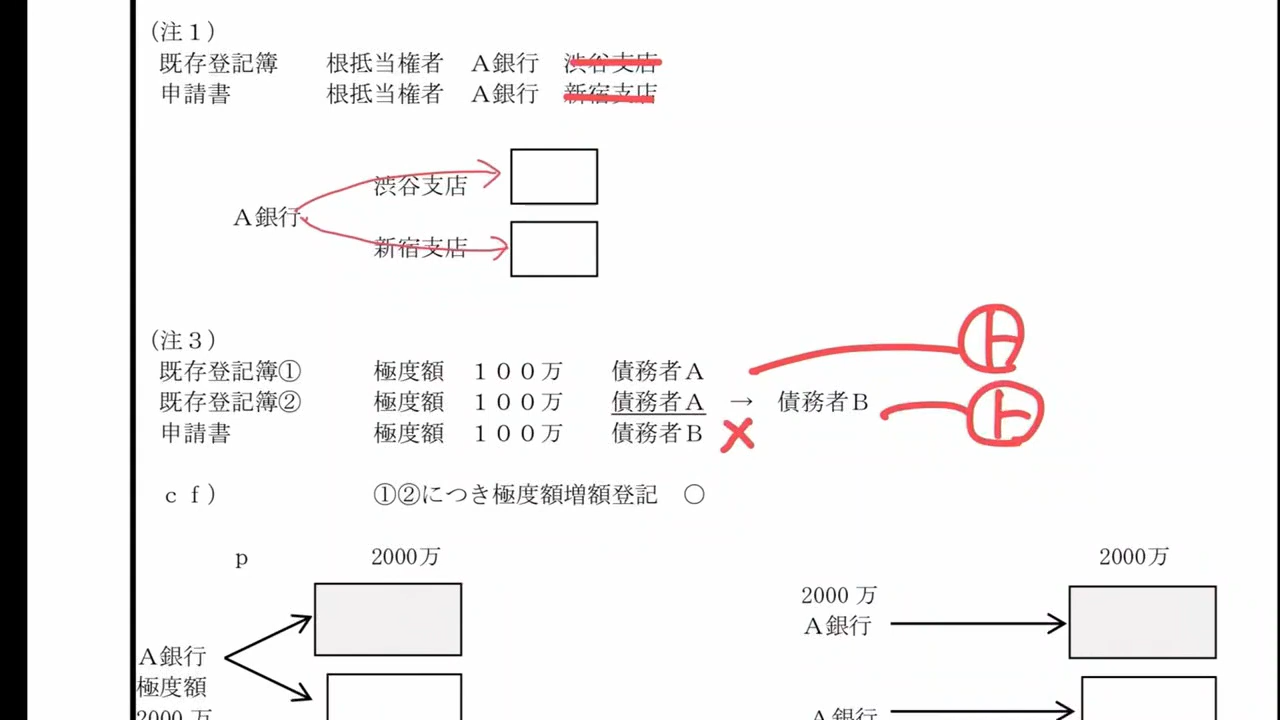 （注１）
既存登記簿 根抵当権者 Ａ銀行 渋谷支店
申請書 根抵当権者 Ａ銀行 新宿支店
渋谷支店
Ａ銀行
新宿支店
（注３）
既存登記簿① 極度額 １００万 債務者Ａ
ト
既存登記簿② 極度額 １００万 債務者Ａ → 債務者Ｂ
ト
申請書 極度額 １００万 債務者Ｂ ×
ｃｆ） ①②につき極度額増額登記 ○
p 2000万
2000万
2000 万
Ａ銀行
Ａ銀行
極度額
2000 万
Ａ銀行